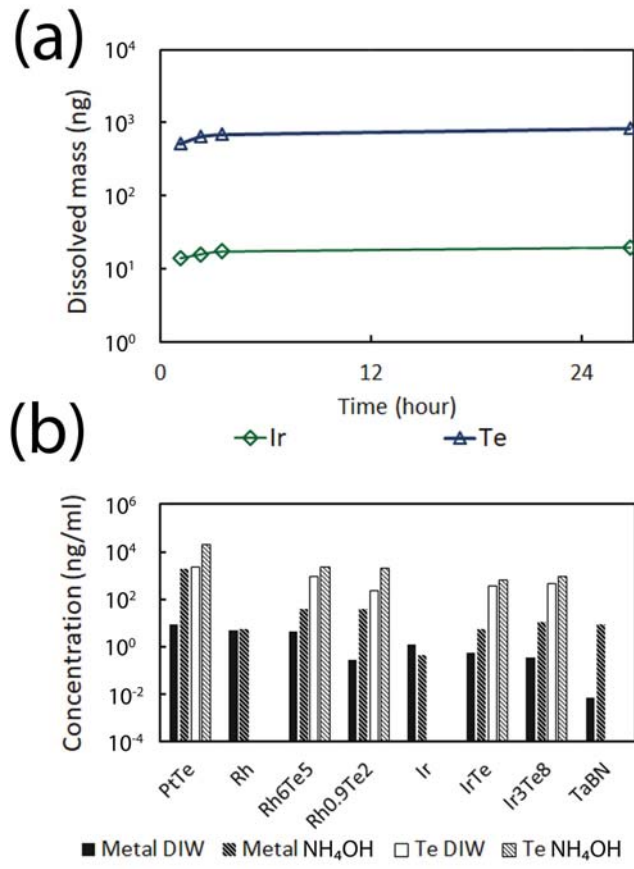 (a)
Dissolved mass (ng)
10⁴
10³
10²
10¹
10⁰
0 12 24
Time (hour)
Ir Te
(b)
Concentration (ng/ml)
10⁶
10⁴
10²
10⁰
10⁻²
10⁻⁴
PtTe Rh Rh6Te5 Rh0.9Te2 Ir IrTe Ir3Te8 TaBN
Metal DIW Metal NH₄OH Te DIW Te NH₄OH